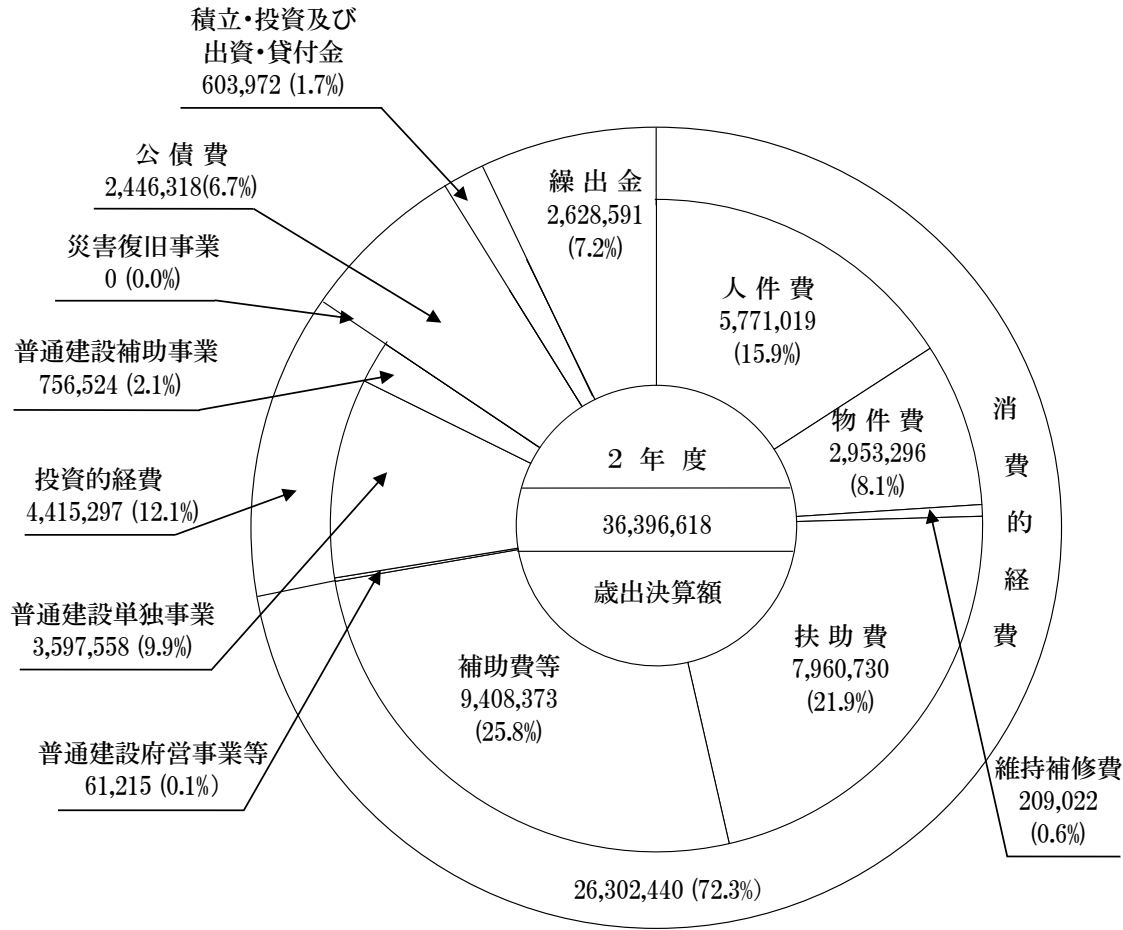 積立・投資及び
出資・貸付金
603,972 (1.7%)
公 債 費
2,446,318(6.7%)
災害復旧事業
0 (0.0%)
普通建設補助事業
756,524 (2.1%)
投資的経費
4,415,297 (12.1%)
普通建設単独事業
3,597,558 (9.9%)
普通建設府営事業等
61,215 (0.1%)
繰 出 金
2,628,591
(7.2%)
人 件 費
5,771,019
(15.9%)
物 件 費
2,953,296
(8.1%)
消
費
的
経
費
2 年 度
36,396,618
歳出決算額
扶 助 費
7,960,730
(21.9%)
補助費等
9,408,373
(25.8%)
維持補修費
209,022
(0.6%)
26,302,440 (72.3%)